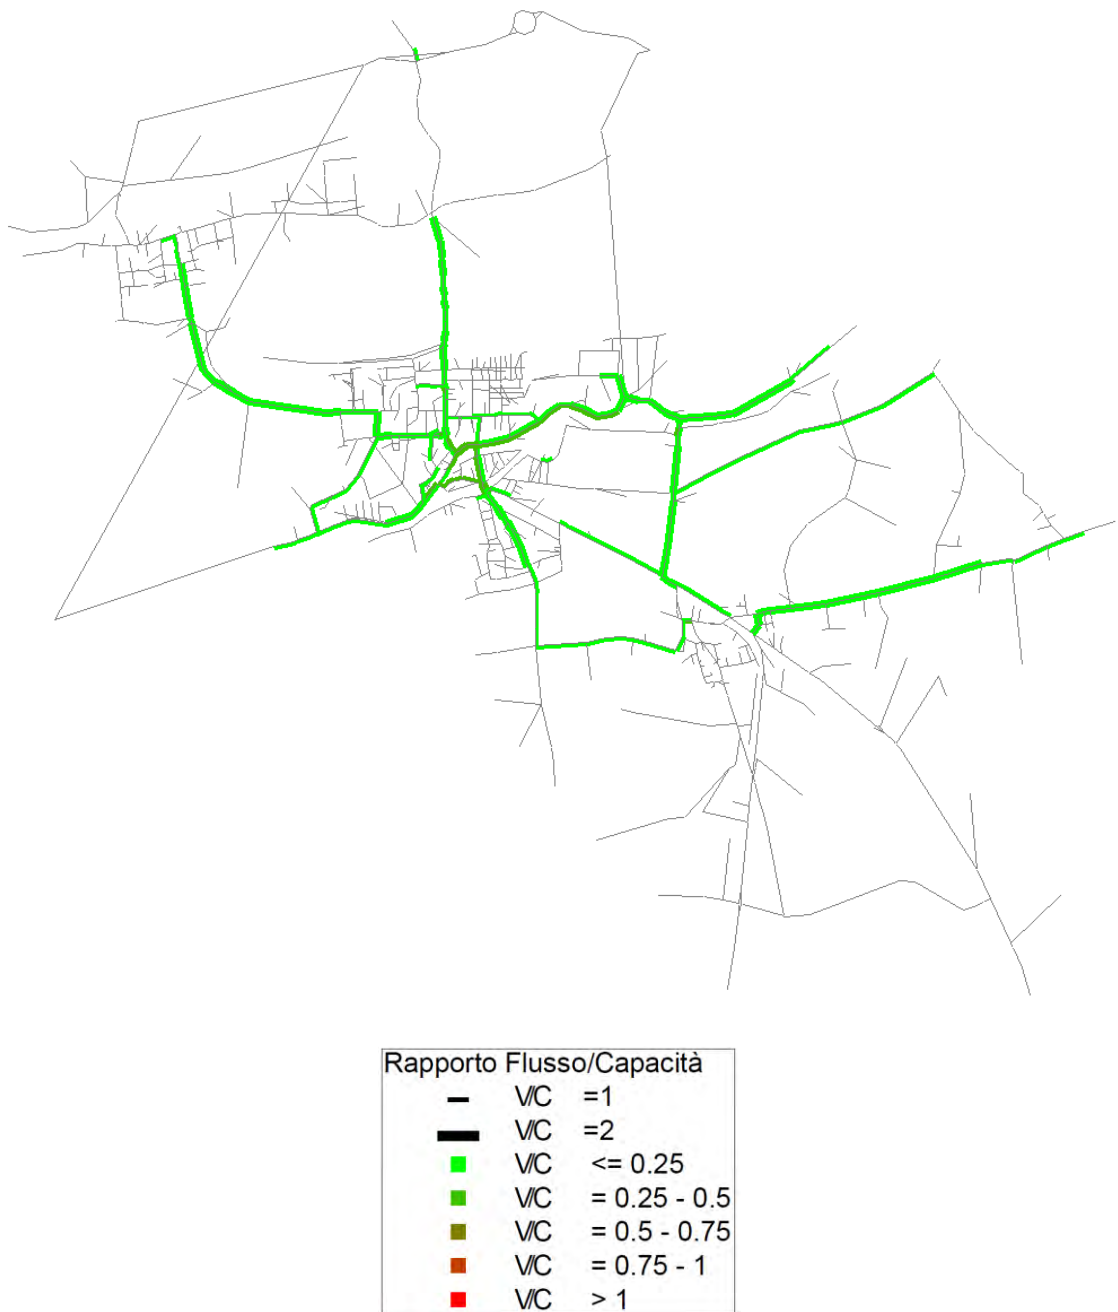 Rapporto Flusso/Capacità
V/C =1
V/C =2
V/C <= 0.25
V/C = 0.25 - 0.5
V/C = 0.5 - 0.75
V/C = 0.75 - 1
V/C > 1